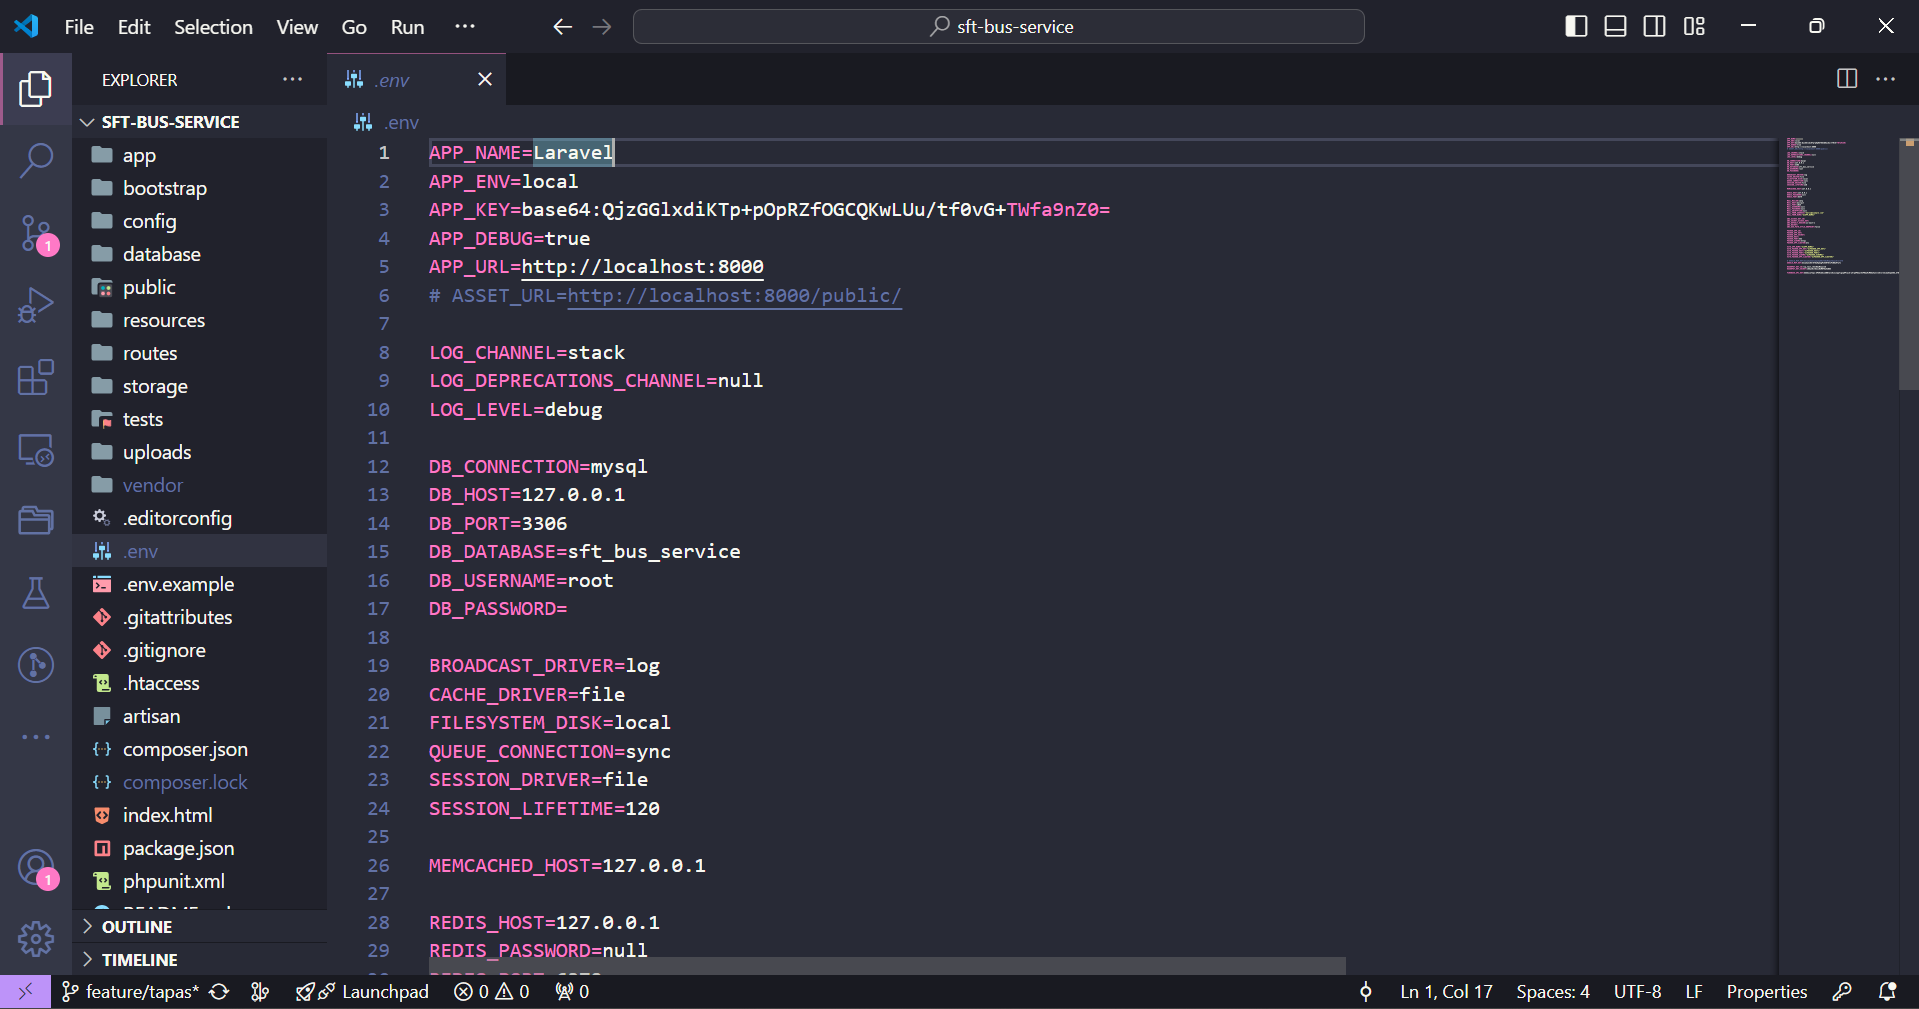 File Edit Selection View Go Run ··· sft-bus-service
EXPLORER ···
.env
SFT-BUS-SERVICE
app
bootstrap
config
database
public
resources
routes
storage
tests
uploads
vendor
.editorconfig
.env
.env.example
.gitattributes
.gitignore
.htaccess
artisan
composer.json
composer.lock
index.html
package.json
phpunit.xml
OUTLINE
TIMELINE
1
1
.env
1 APP_NAME=Laravel
2 APP_ENV=local
3 APP_KEY=base64:QjzGGlxdiKTp+pOpRZfOGCQKwLUu/tf0vG+TWfa9nZ0=
4 APP_DEBUG=true
5 APP_URL=http://localhost:8000
6 # ASSET_URL=http://localhost:8000/public/
7
8 LOG_CHANNEL=stack
9 LOG_DEPRECATIONS_CHANNEL=null
10 LOG_LEVEL=debug
11
12 DB_CONNECTION=mysql
13 DB_HOST=127.0.0.1
14 DB_PORT=3306
15 DB_DATABASE=sft_bus_service
16 DB_USERNAME=root
17 DB_PASSWORD=
18
19 BROADCAST_DRIVER=log
20 CACHE_DRIVER=file
21 FILESYSTEM_DISK=local
22 QUEUE_CONNECTION=sync
23 SESSION_DRIVER=file
24 SESSION_LIFETIME=120
25
26 MEMCACHED_HOST=127.0.0.1
27
28 REDIS_HOST=127.0.0.1
29 REDIS_PASSWORD=null
feature/tapas* Launchpad 0 0 0 Ln 1, Col 17 Spaces: 4 UTF-8 LF Properties